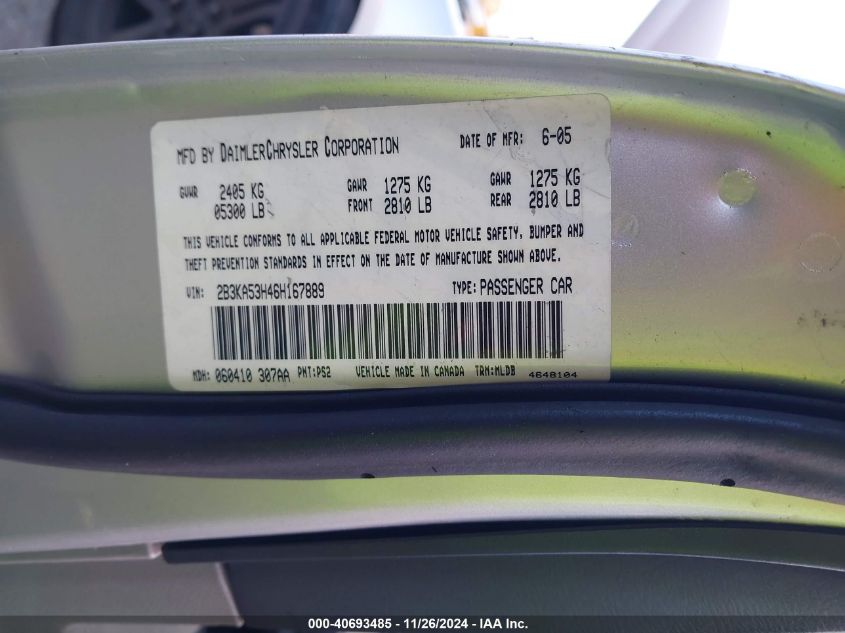 MFD BY DAIMLERCHRYSLER CORPORATION DATE OF MFR: 6-05
GVWR 2405 KG GAWR 1275 KG GAWR 1275 KG
05300 LB FRONT 2810 LB REAR 2810 LB
THIS VEHICLE CONFORMS TO ALL APPLICABLE FEDERAL MOTOR VEHICLE SAFETY, BUMPER AND
THEFT PREVENTION STANDARDS IN EFFECT ON THE DATE OF MANUFACTURE SHOWN ABOVE.
VIN: 2B3KA53H46H167889 TYPE: PASSENGER CAR
MDH: 060410 307AA PNT:PS2 VEHICLE MADE IN CANADA TRM:MLDB 4648104
000-40693485 - 11/26/2024 - IAA Inc.